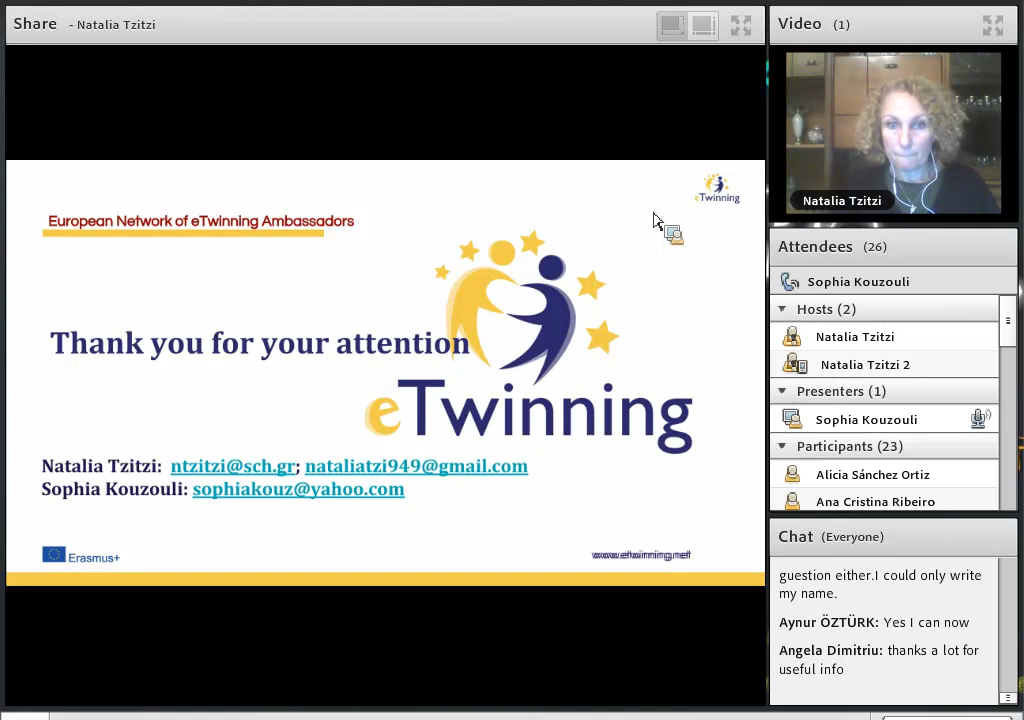 Share - Natalia Tzitzi
European Network of eTwinning Ambassadors
eTwinning
Thank you for your attention
eTwinning
Natalia Tzitzi: ntzitzi@sch.gr; nataliatzi949@gmail.com
Sophia Kouzouli: sophiakouz@yahoo.com
Erasmus+
www.etwinning.net
Video (1)
Natalia Tzitzi
Attendees (26)
Sophia Kouzouli
Hosts (2)
Natalia Tzitzi
Natalia Tzitzi 2
Presenters (1)
Sophia Kouzouli
Participants (23)
Alicia Sánchez Ortiz
Ana Cristina Ribeiro
Chat (Everyone)
guestion either.I could only write
my name.
Aynur ÖZTÜRK: Yes I can now
Angela Dimitriu: thanks a lot for
useful info